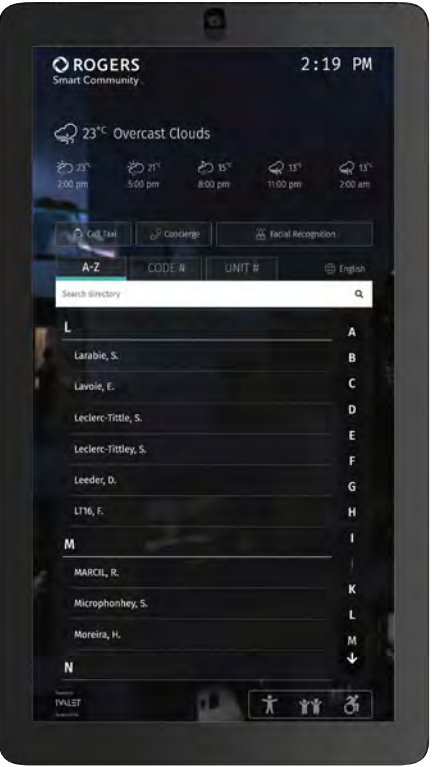 ROGERS
Smart Community
2:19 PM
23°C Overcast Clouds
23°C 21°C 15°C 13°C 13°C
2:00 pm 5:00 pm 8:00 pm 11:00 pm 2:00 am
Call Taxi Concierge Facial Recognition
A-Z CODE # UNIT # English
Search directory
L
Larabie, S.
Lavoie, E.
Leclerc-Tittle, S.
Leclerc-Tittley, S.
Leeder, D.
LT16, F.
M
MARCIL, R.
Microphonhey, S.
Moreira, H.
N
A
B
C
D
E
F
G
H
I
K
L
M
1VALET